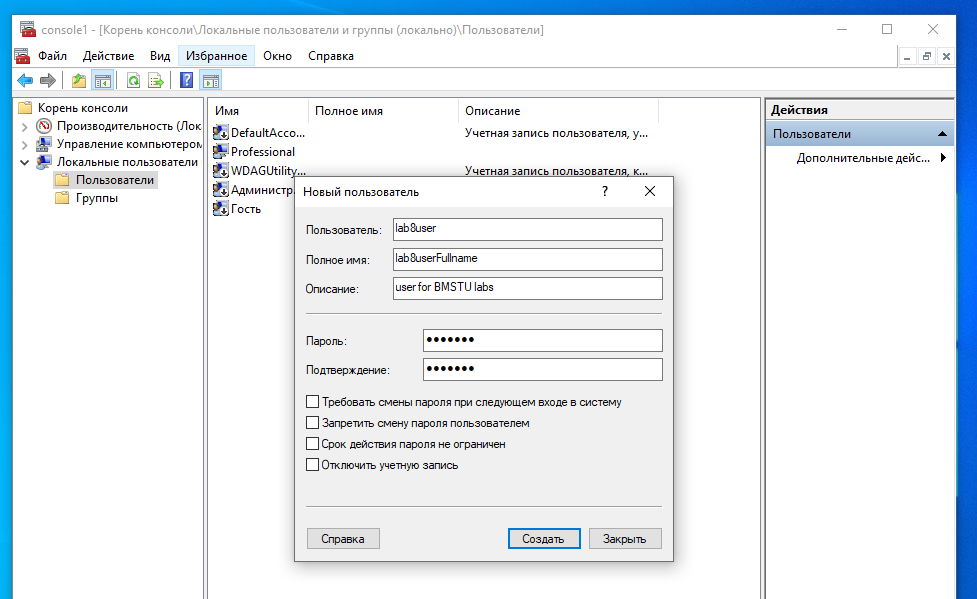 console1 - [Корень консоли\Локальные пользователи и группы (локально)\Пользователи]
Файл Действие Вид Избранное Окно Справка
Корень консоли
Производительность (Лок
Управление компьютером
Локальные пользователи
Пользователи
Группы
Имя Полное имя Описание
DefaultAcco... Учетная запись пользователя, у...
Professional
WDAGUtility... Учетная запись пользователя, к...
Администр
Гость
Действия
Пользователи
Дополнительные дейс...
Новый пользователь ?
Пользователь: lab8user
Полное имя: lab8userFullname
Описание: user for BMSTU labs
Пароль: •••••••
Подтверждение: •••••••
Требовать смены пароля при следующем входе в систему
Запретить смену пароля пользователем
Срок действия пароля не ограничен
Отключить учетную запись
Справка Создать Закрыть